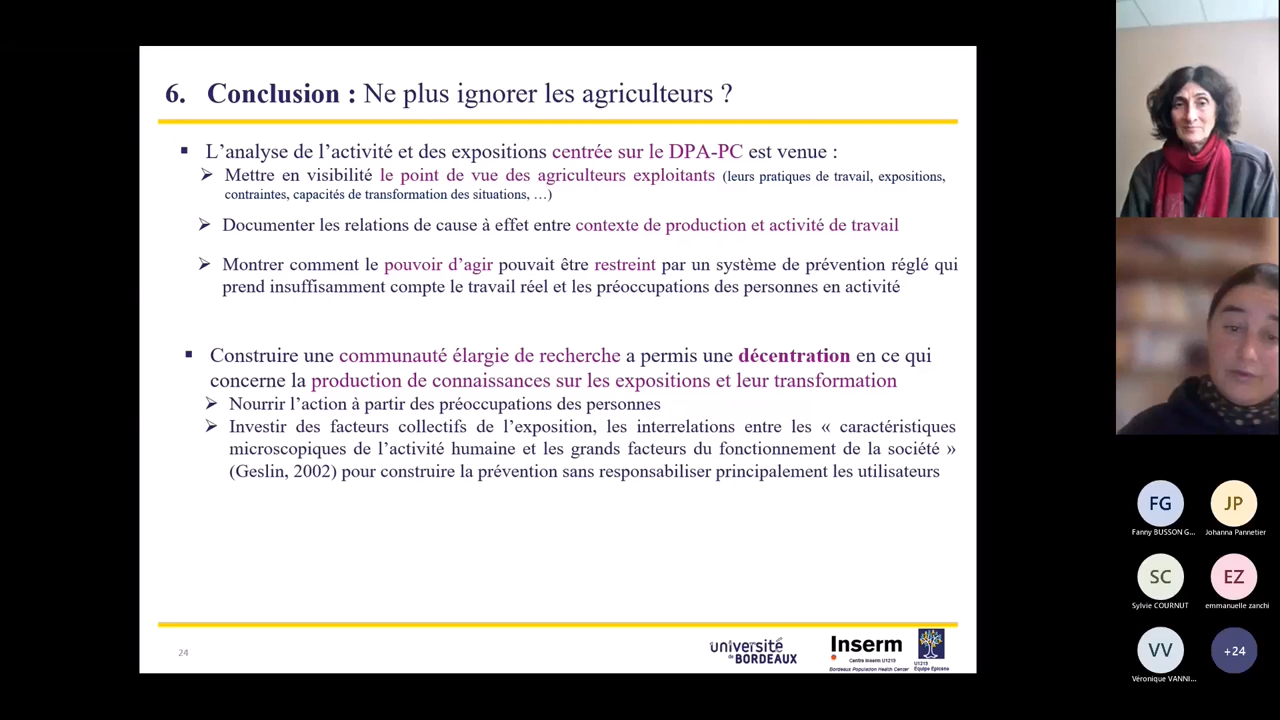 6. Conclusion : Ne plus ignorer les agriculteurs ?
▪ L'analyse de l'activité et des expositions centrée sur le DPA-PC est venue :
➢ Mettre en visibilité le point de vue des agriculteurs exploitants (leurs pratiques de travail, expositions,
contraintes, capacités de transformation des situations, …)
➢ Documenter les relations de cause à effet entre contexte de production et activité de travail
➢ Montrer comment le pouvoir d'agir pouvait être restreint par un système de prévention réglé qui
prend insuffisamment compte le travail réel et les préoccupations des personnes en activité
▪ Construire une communauté élargie de recherche a permis une décentration en ce qui
concerne la production de connaissances sur les expositions et leur transformation
➢ Nourrir l'action à partir des préoccupations des personnes
➢ Investir des facteurs collectifs de l'exposition, les interrelations entre les « caractéristiques
microscopiques de l'activité humaine et les grands facteurs du fonctionnement de la société »
(Geslin, 2002) pour construire la prévention sans responsabiliser principalement les utilisateurs
24
université
de BORDEAUX
Inserm
Centre Inserm U1219
Bordeaux Population Health Center
U1219
Équipe Épicène
FG
Fanny BUSSON G...
JP
Johanna Pannetier
SC
Sylvie COURNUT
EZ
emmanuelle zanchi
VV
Véronique VANNI...
+24